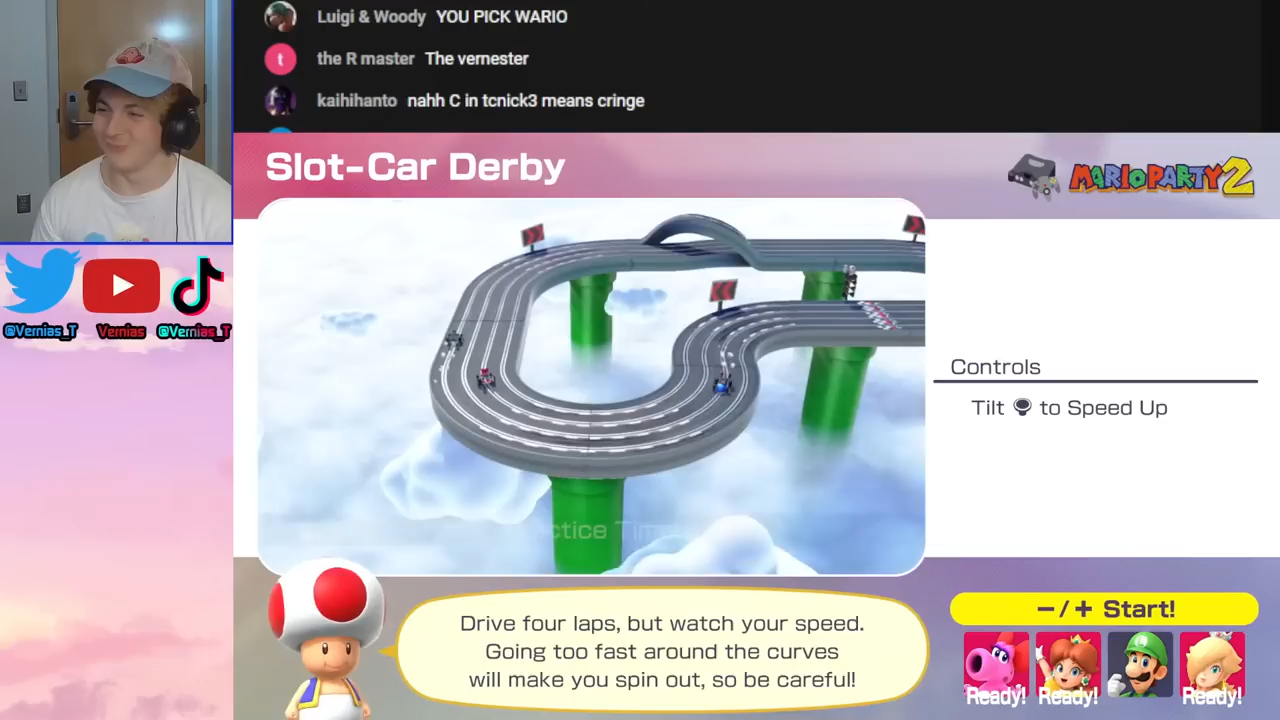 Luigi & Woody YOU PICK WARIO
the R master The vernester
t
kaihihanto nahh C in tcnick3 means cringe
Slot-Car Derby
MARIO PARTY 2
@Vernias_T Vernias @Vernias_T
Controls
Tilt to Speed Up
ctice Tim
Drive four laps, but watch your speed.
Going too fast around the curves
will make you spin out, so be careful!
−/+ Start!
Ready! Ready! Ready!